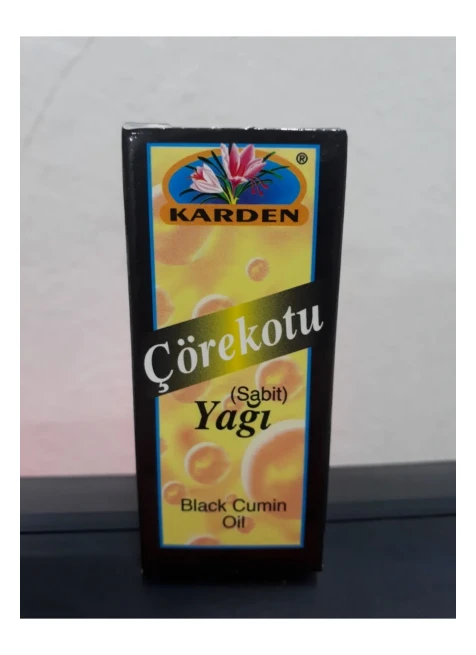 ®
KARDEN
Çörekotu
(Sabit)
Yağı
Black Cumin
Oil